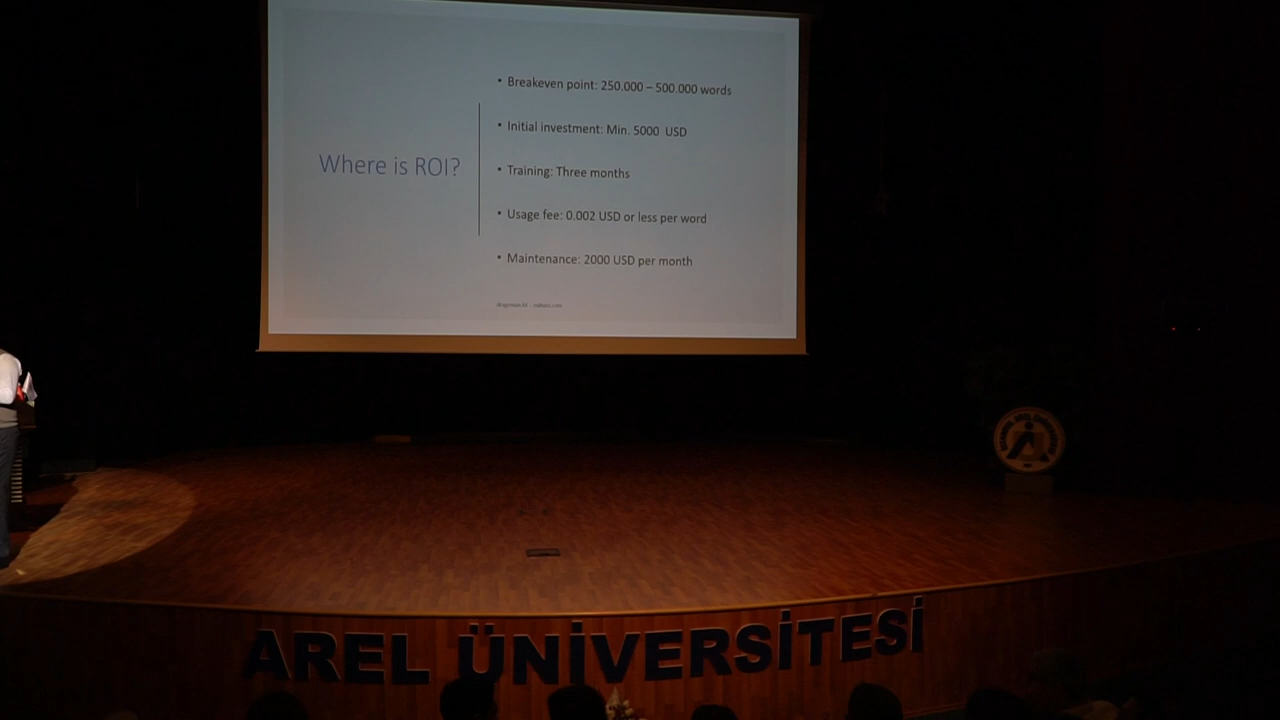 Where is ROI?
• Breakeven point: 250.000 – 500.000 words
• Initial investment: Min. 5000 USD
• Training: Three months
• Usage fee: 0.002 USD or less per word
• Maintenance: 2000 USD per month
AREL ÜNİVERSİTESİ